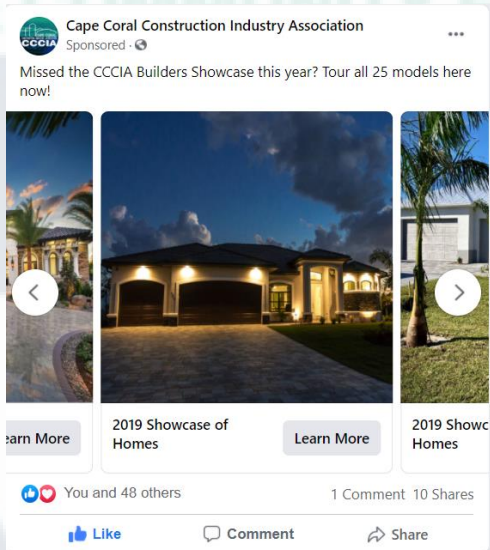 CCCIA
Cape Coral Construction Industry Association
Sponsored ·
Missed the CCCIA Builders Showcase this year? Tour all 25 models here
now!
earn More
2019 Showcase of
Homes
Learn More
2019 Showc
Homes
You and 48 others
1 Comment 10 Shares
Like
Comment
Share